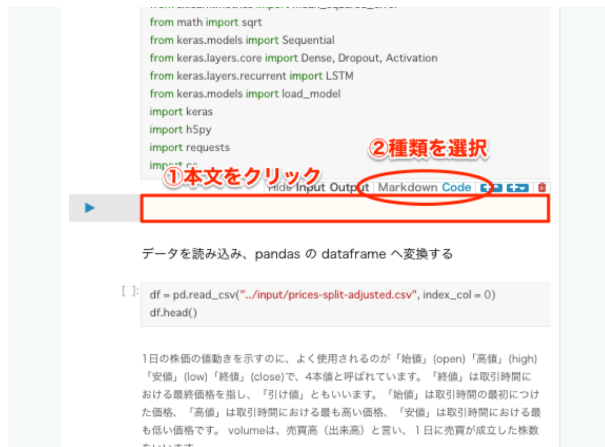 from math import sqrt
from keras.models import Sequential
from keras.layers.core import Dense, Dropout, Activation
from keras.layers.recurrent import LSTM
from keras.models import load_model
import keras
import h5py
import requests
import
②種類を選択
①本文をクリック
Hide Input Output Markdown Code
データを読み込み、pandas の dataframe へ変換する
[ ]: df = pd.read_csv("../input/prices-split-adjusted.csv", index_col = 0)
df.head()
1日の株価の値動きを示すのに、よく使用されるのが「始値」(open)「高値」(high)
「安値」(low)「終値」(close)で、4本値と呼ばれています。「終値」は取引時間に
おける最終価格を指し、「引け値」ともいいます。「始値」は取引時間の最初につけ
た価格、「高値」は取引時間における最も高い価格、「安値」は取引時間における最
も低い価格です。 volumeは、売買高（出来高）と言い、1日に売買が成立した株数